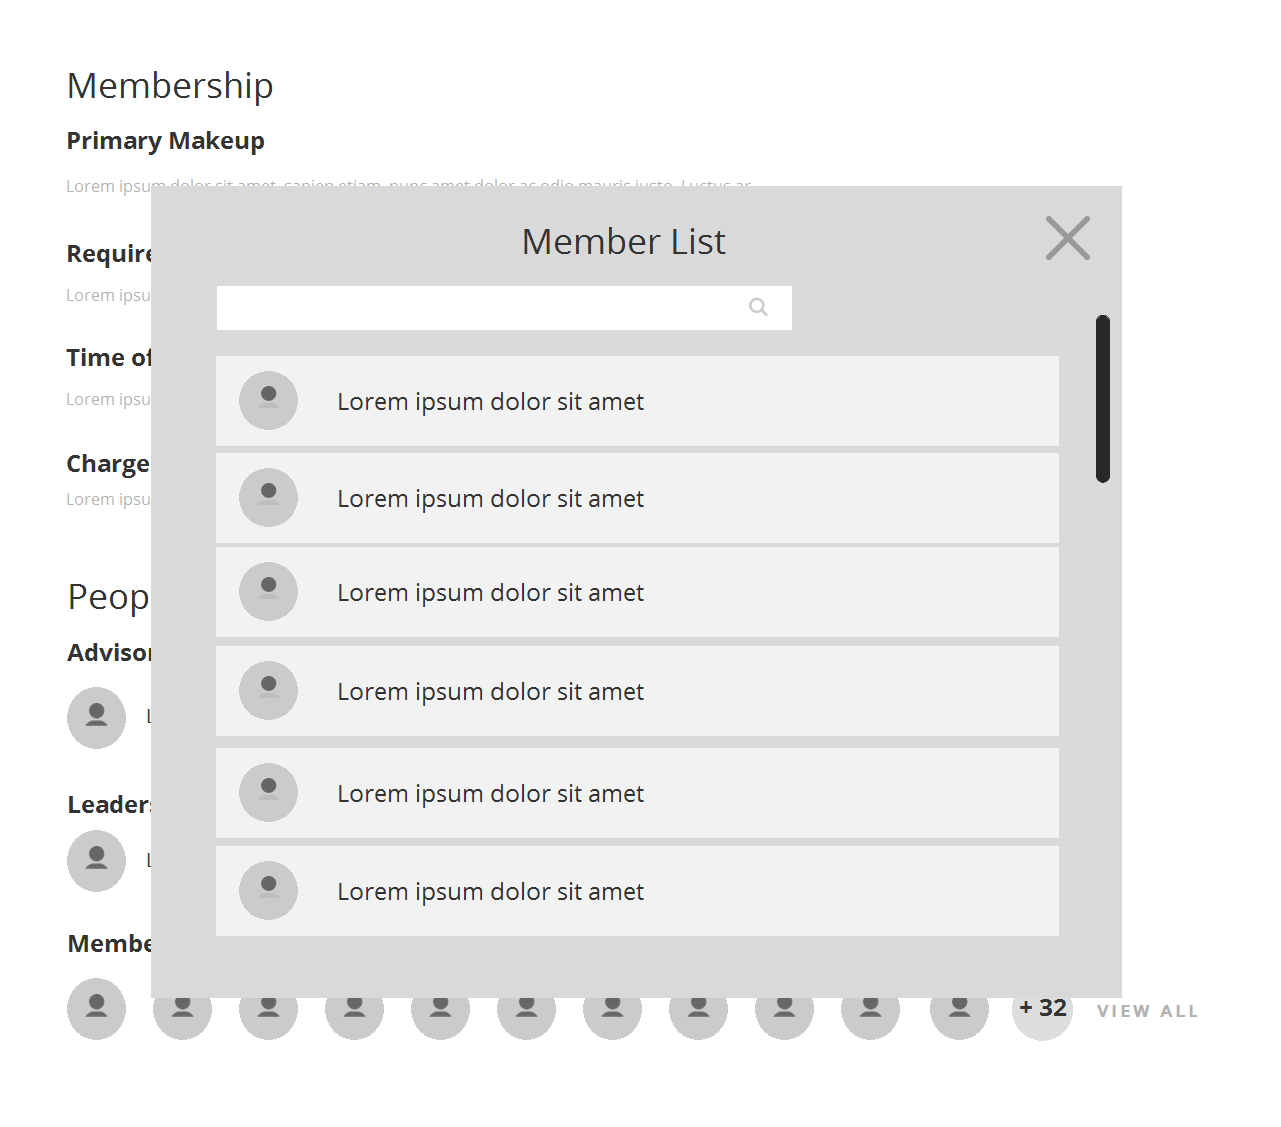 Membership
Primary Makeup
Lorem ipsum dolor sit amet, sapien etiam, nunc amet dolor ac odio mauris justo. Luctus ar
Member List
Require
Lorem ipsu
Time of
Lorem ipsum dolor sit amet
Lorem ipsu
Charge
Lorem ipsum dolor sit amet
Lorem ipsu
Peop
Lorem ipsum dolor sit amet
Advisor
Lorem ipsum dolor sit amet
L
Leaders
Lorem ipsum dolor sit amet
L
Lorem ipsum dolor sit amet
Membe
+ 32 VIEW ALL